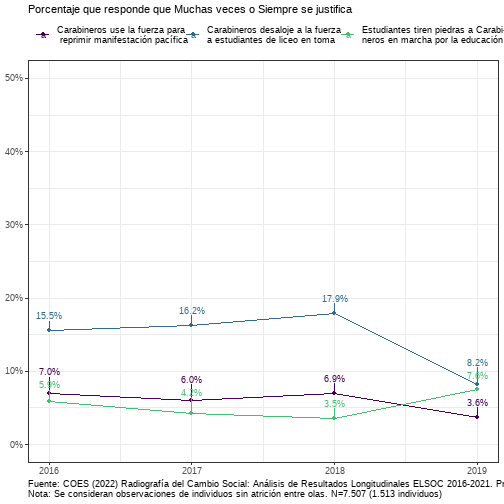 Porcentaje que responde que Muchas veces o Siempre se justifica
Carabineros use la fuerza para
reprimir manifestación pacífica
Carabineros desaloje a la fuerza
a estudiantes de liceo en toma
Estudiantes tiren piedras a Carabi
neros en marcha por la educación
50%
40%
30%
20%
10%
0%
15.5%
16.2%
17.9%
8.2%
7.0%
6.0%
6.9%
3.6%
5.9%
4.2%
3.5%
2016
2017
2018
2019
Fuente: COES (2022) Radiografía del Cambio Social: Análisis de Resultados Longitudinales ELSOC 2016-2021.
Nota: Se consideran observaciones de individuos sin atrición entre olas. N=7.507 (1.513 individuos)